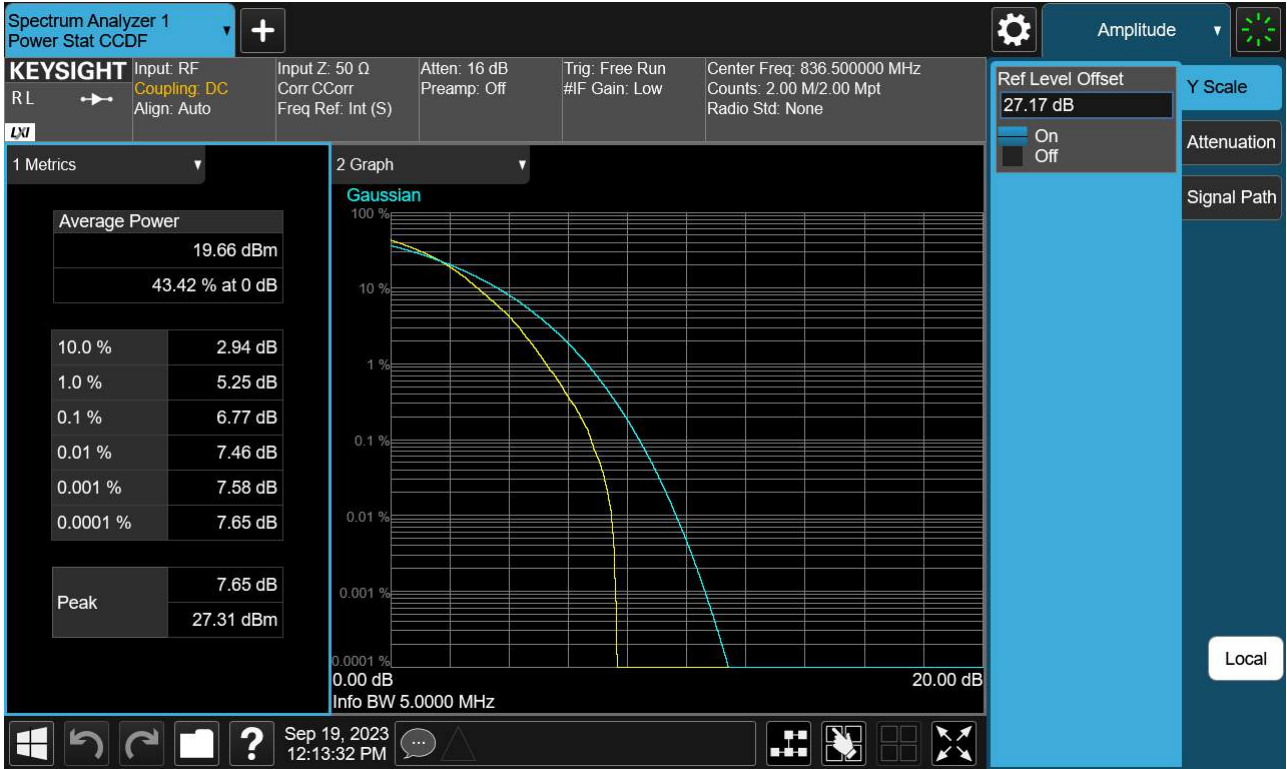 Spectrum Analyzer 1
Power Stat CCDF
+
Amplitude
KEYSIGHT
RL
LXI
Input: RF
Coupling: DC
Align: Auto
Input Z: 50 Ω
Corr CCorr
Freq Ref: Int (S)
Atten: 16 dB
Preamp: Off
Trig: Free Run
#IF Gain: Low
Center Freq: 836.500000 MHz
Counts: 2.00 M/2.00 Mpt
Radio Std: None
Ref Level Offset
27.17 dB
On
Off
Y Scale
Attenuation
Signal Path
1 Metrics
Average Power
19.66 dBm
43.42 % at 0 dB
10.0 % 2.94 dB
1.0 % 5.25 dB
0.1 % 6.77 dB
0.01 % 7.46 dB
0.001 % 7.58 dB
0.0001 % 7.65 dB
Peak
7.65 dB
27.31 dBm
2 Graph
Gaussian
100 %
10 %
1 %
0.1 %
0.01 %
0.001 %
0.0001 %
0.00 dB 20.00 dB
Info BW 5.0000 MHz
Local
?
Sep 19, 2023
12:13:32 PM